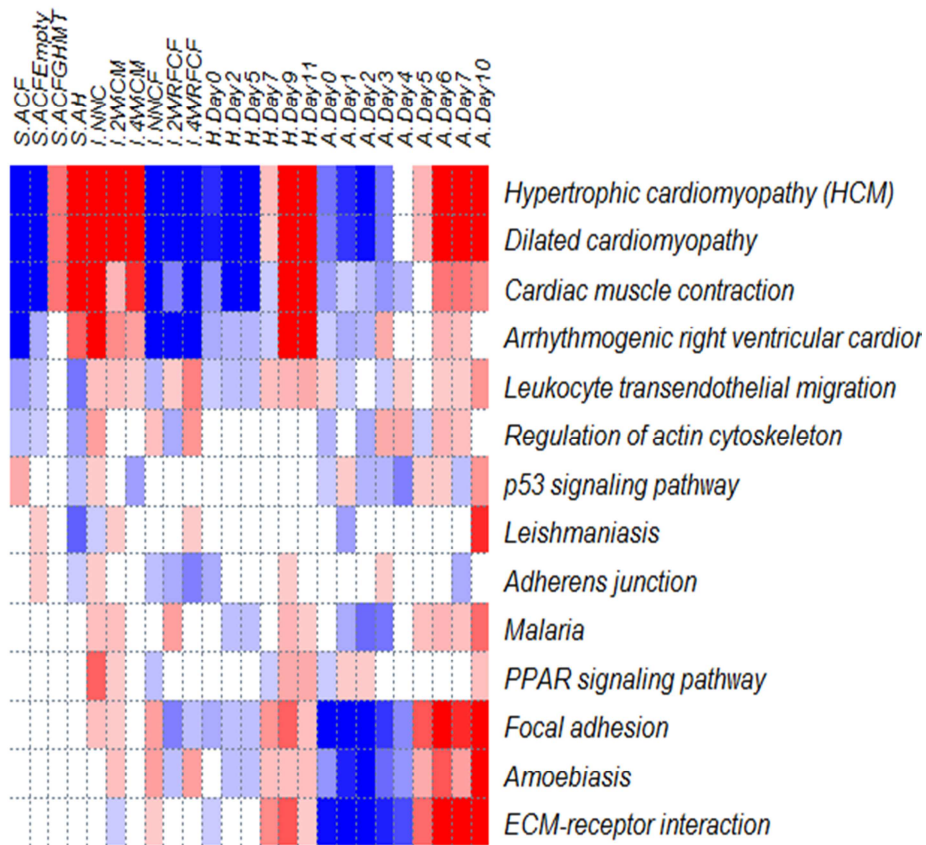 S.ACF
S.ACFEmpty
S.ACFGHMT
S.AH
I.NNC
I.2WMCM
I.4WMCM
I.NNCF
I.2WRFCF
I.4WRFCF
H.Day0
H.Day2
H.Day5
H.Day7
H.Day9
H.Day11
A.Day0
A.Day1
A.Day2
A.Day3
A.Day4
A.Day5
A.Day6
A.Day7
A.Day10
Hypertrophic cardiomyopathy (HCM)
Dilated cardiomyopathy
Cardiac muscle contraction
Arrhythmogenic right ventricular cardior
Leukocyte transendothelial migration
Regulation of actin cytoskeleton
p53 signaling pathway
Leishmaniasis
Adherens junction
Malaria
PPAR signaling pathway
Focal adhesion
Amoebiasis
ECM-receptor interaction